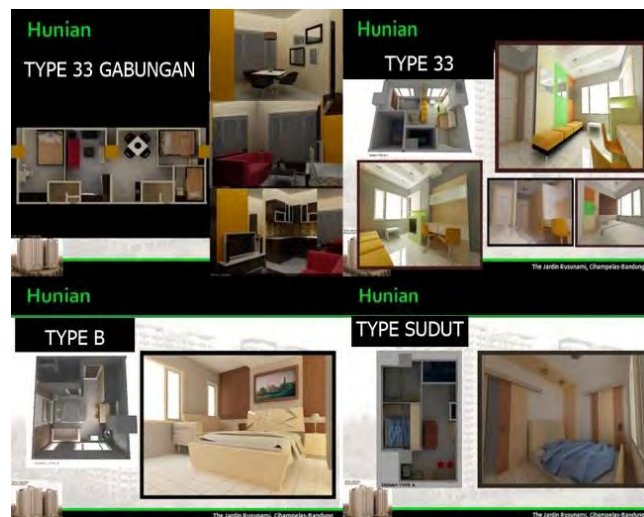 Hunian
TYPE 33 GABUNGAN
Hunian
TYPE 33
The Jardin Rusunami, Cihampelas-Bandung
Hunian
TYPE B
The Jardin Rusunami, Cihampelas-Bandung
Hunian
TYPE SUDUT
The Jardin Rusunami, Cihampelas-Bandung